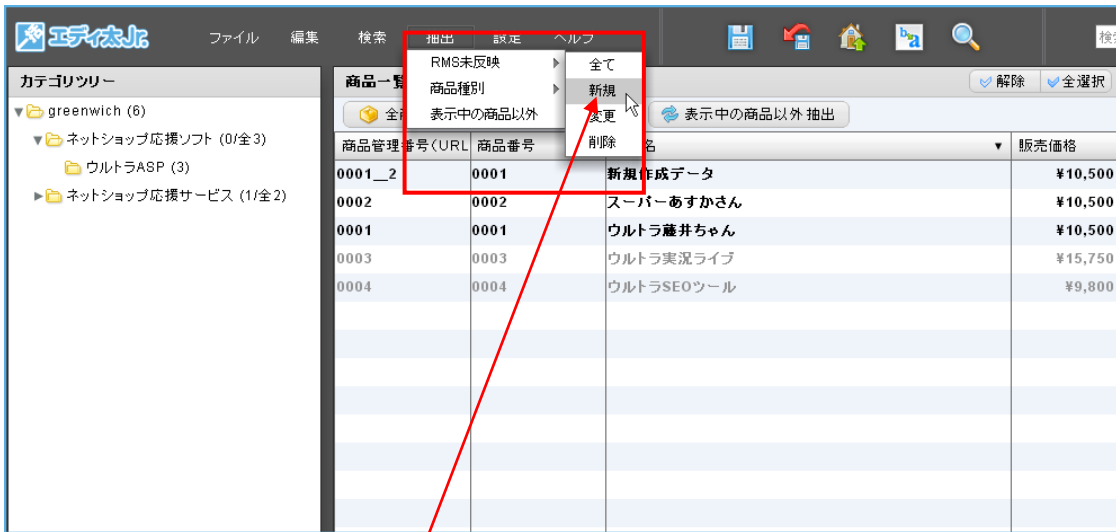 エディ太Jr.
ファイル 編集 検索 抽出 設定 ヘルプ
カテゴリツリー
greenwich (6)
ネットショップ応援ソフト (0/全3)
ウルトラASP (3)
ネットショップ応援サービス (1/全2)
RMS未反映
商品種別
表示中の商品以外
全て
新規
変更
削除
商品一覧
解除 全選択
表示中の商品以外 抽出
商品管理番号(URL 商品番号 名 販売価格
0001__2 0001 新規作成データ ¥10,500
0002 0002 スーパーあすかさん ¥10,500
0001 0001 ウルトラ藤井ちゃん ¥10,500
0003 0003 ウルトラ実況ライブ ¥15,750
0004 0004 ウルトラSEOツール ¥9,800